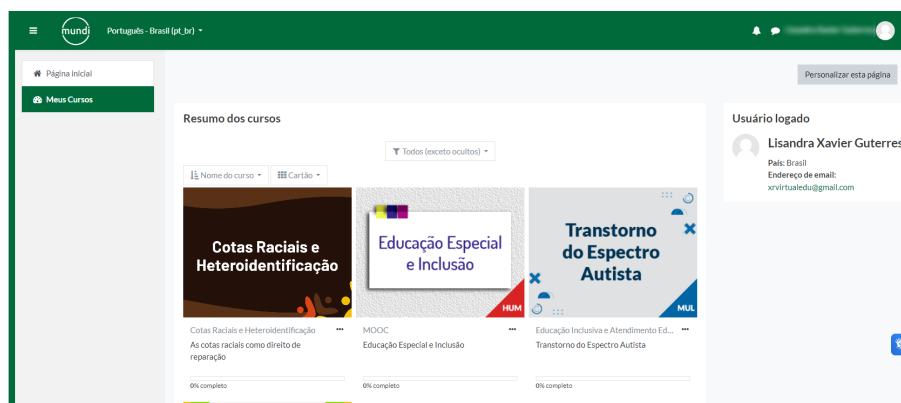 mundi
Português - Brasil (pt_br)
Página inicial
Meus Cursos
Personalizar esta página
Resumo dos cursos
Todos (exceto ocultos)
Nome do curso
Cartão
Cotas Raciais e
Heteroidentificação
Educação Especial
e Inclusão
HUM
Transtorno
do Espectro
Autista
MUL
Cotas Raciais e Heteroidentificação
As cotas raciais como direito de
reparação
0% completo
MOOC
Educação Especial e Inclusão
0% completo
Educação Inclusiva e Atendimento Ed...
Transtorno do Espectro Autista
0% completo
Usuário logado
Lisandra Xavier Guterres
País: Brasil
Endereço de email:
xrvirtualedu@gmail.com